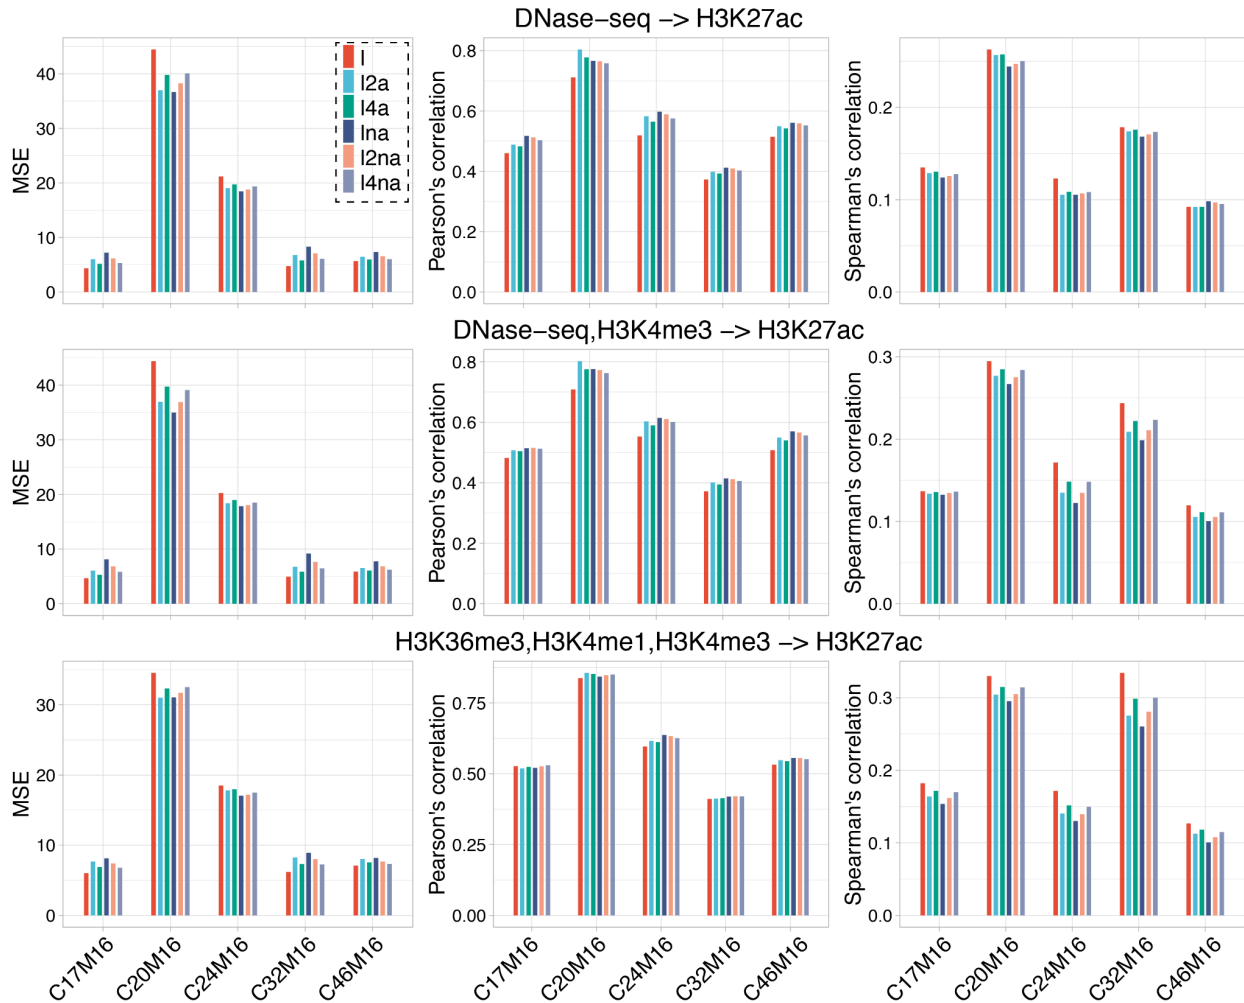 DNase-seq -> H3K27ac
MSE
40
30
20
10
0
I
I2a
I4a
Ina
I2na
I4na
Pearson's correlation
0.8
0.6
0.4
0.2
0.0
Spearman's correlation
0.2
0.1
0.0
DNase-seq,H3K4me3 -> H3K27ac
MSE
40
30
20
10
0
Pearson's correlation
0.8
0.6
0.4
0.2
0.0
Spearman's correlation
0.3
0.2
0.1
0.0
H3K36me3,H3K4me1,H3K4me3 -> H3K27ac
MSE
30
20
10
0
Pearson's correlation
0.75
0.50
0.25
0.00
Spearman's correlation
0.3
0.2
0.1
0.0
C17M16
C20M16
C24M16
C32M16
C46M16
C17M16
C20M16
C24M16
C32M16
C46M16
C17M16
C20M16
C24M16
C32M16
C46M16